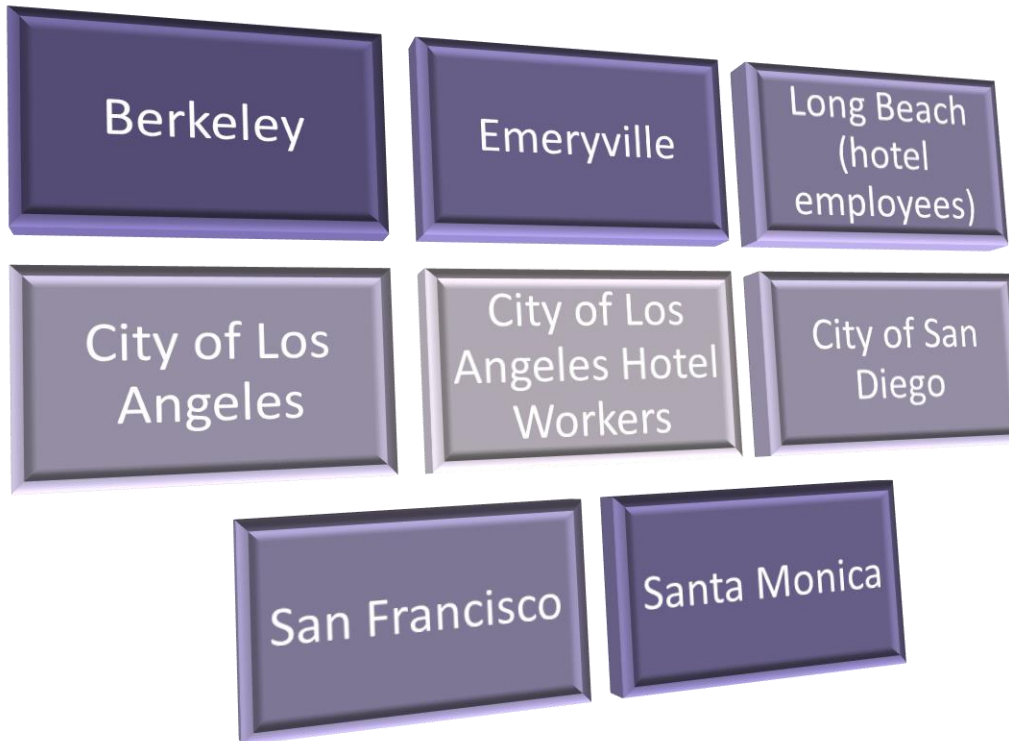 Berkeley
Emeryville
Long Beach
(hotel
employees)
City of Los
Angeles
City of Los
Angeles Hotel
Workers
City of San
Diego
San Francisco
Santa Monica